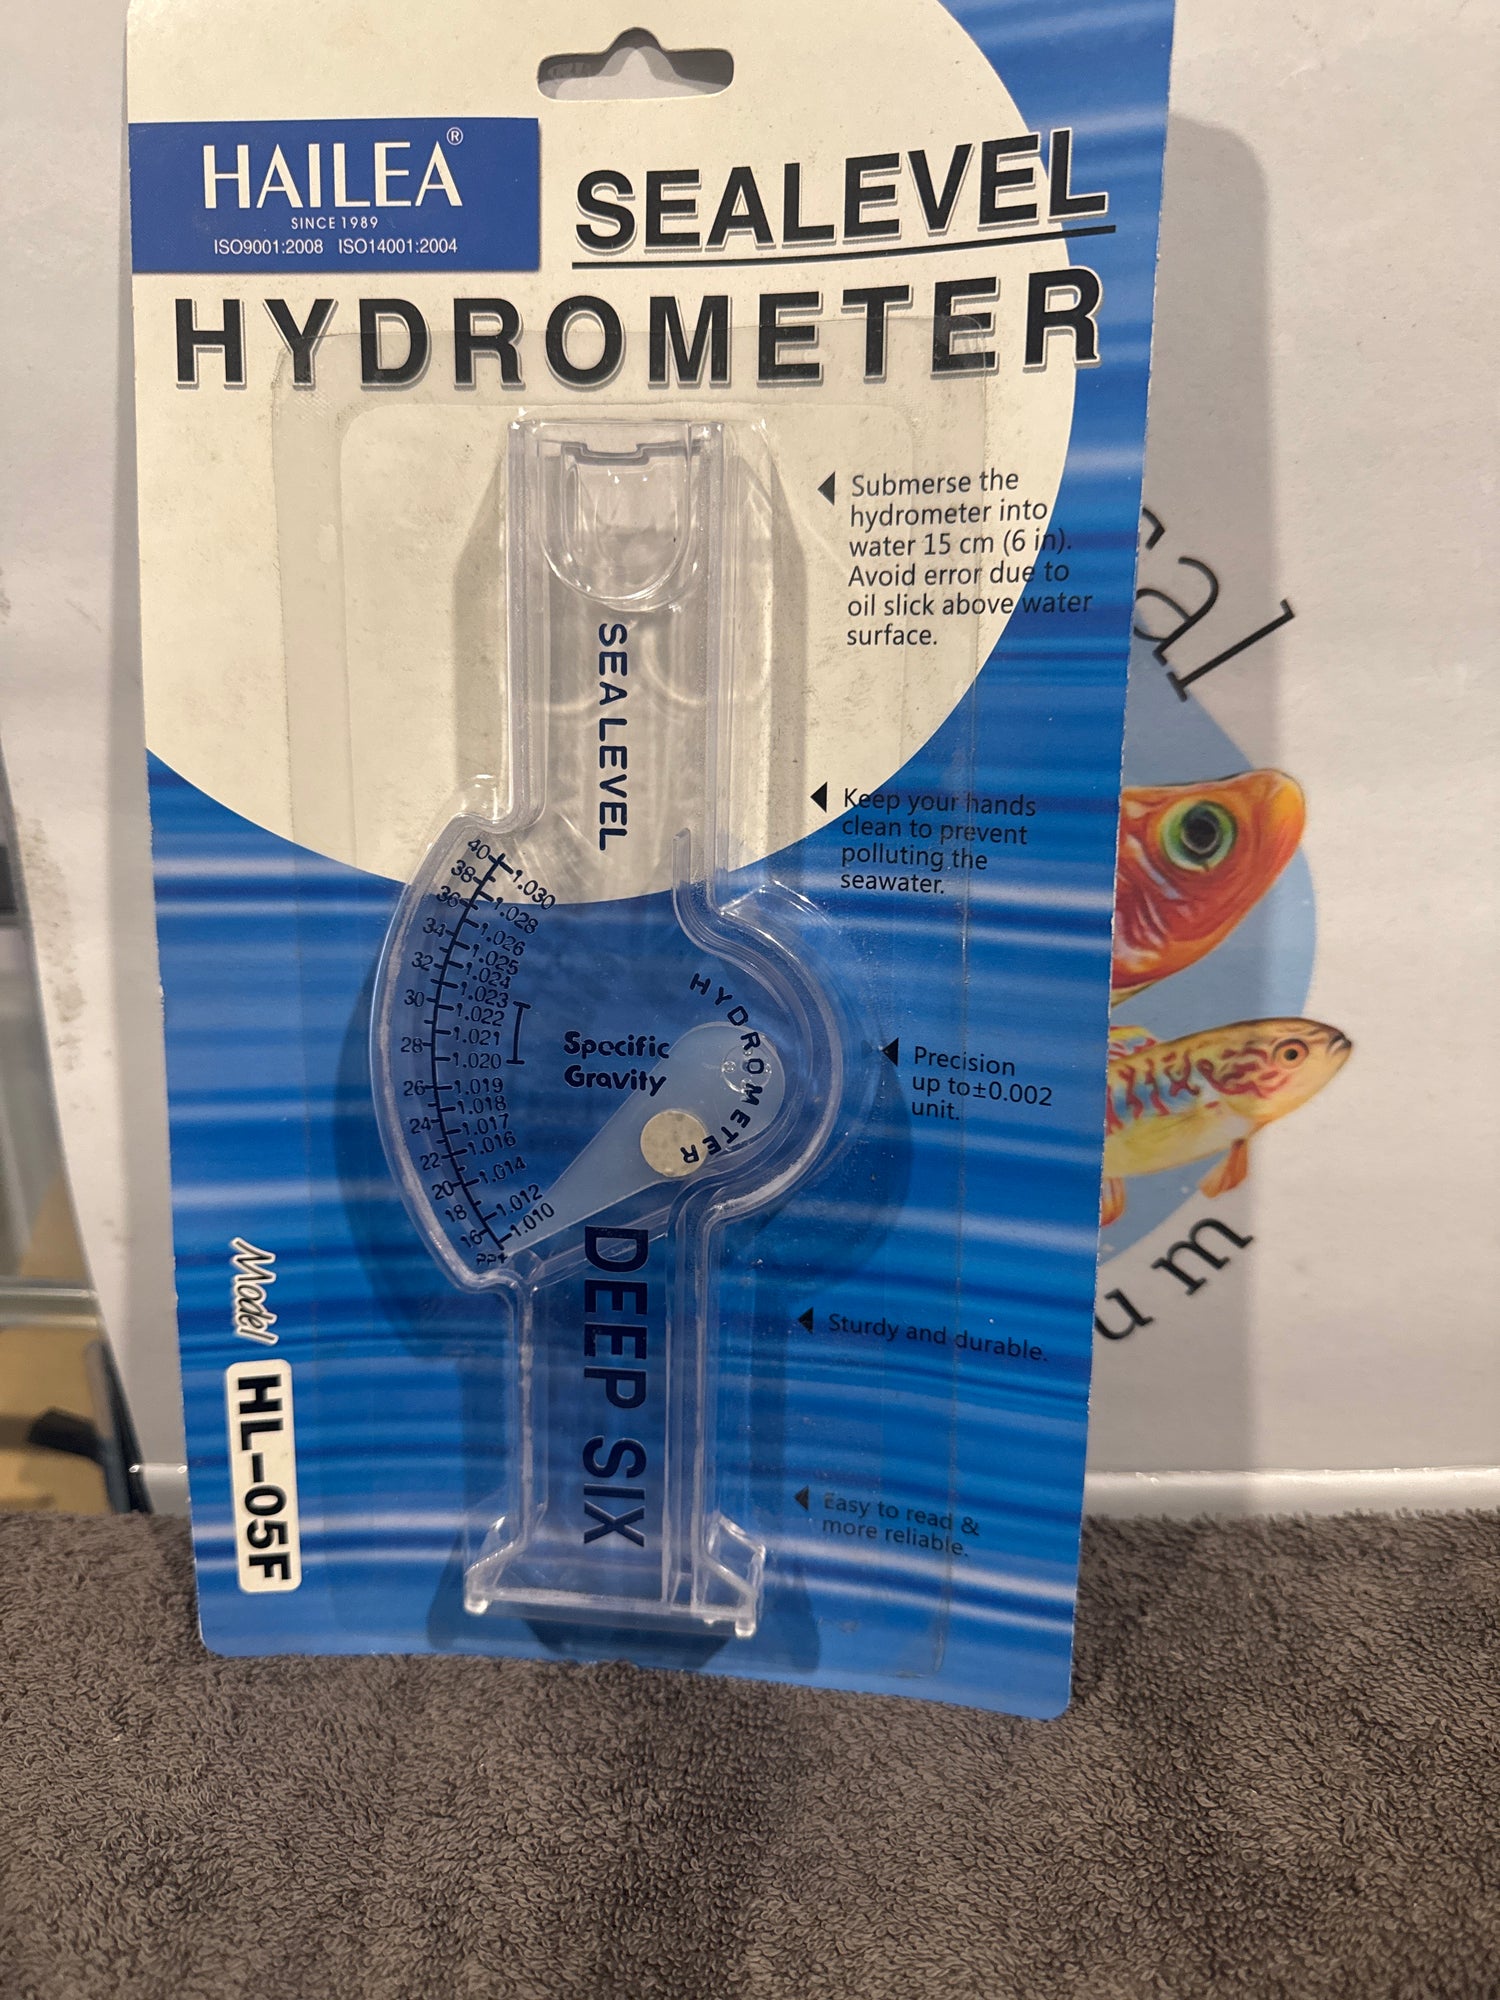 HAILEA®
SINCE 1989
ISO9001:2008 ISO14001:2004
SEALEVEL
HYDROMETER
Submerse the
hydrometer into
water 15 cm (6 in).
Avoid error due to
oil slick above water
surface.
Keep your hands
clean to prevent
polluting the
seawater.
Precision
up to±0.002
unit.
Sturdy and durable.
Easy to read &
more reliable.
SEALEVEL
40
38
36
34
32
30
28
26
24
22
20
18
16
PPt
1.030
1.028
1.026
1.025
1.024
1.023
1.022
1.021
1.020
1.019
1.018
1.017
1.016
1.014
1.012
1.010
Specific
Gravity
HYDROMETER
DEEP SIX
Model HL-05F
cal
um